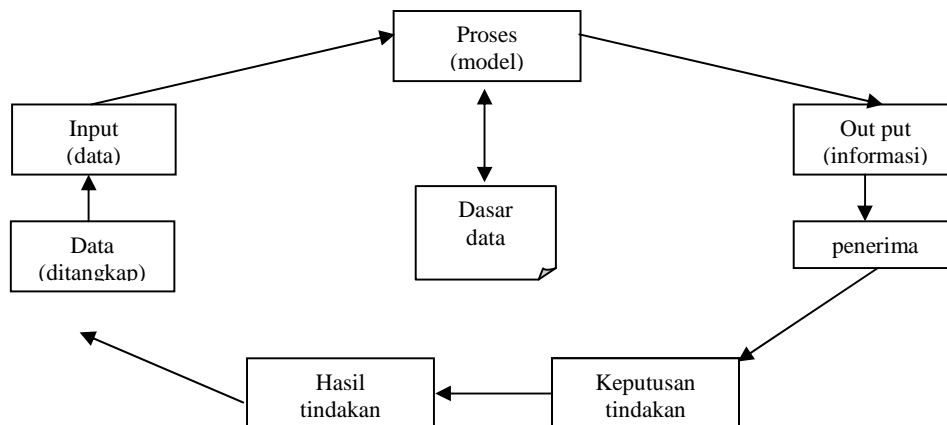 Proses
(model)
Input
(data)
Out put
(informasi)
Dasar
data
Data
(ditangkap)
penerima
Hasil
tindakan
Keputusan
tindakan